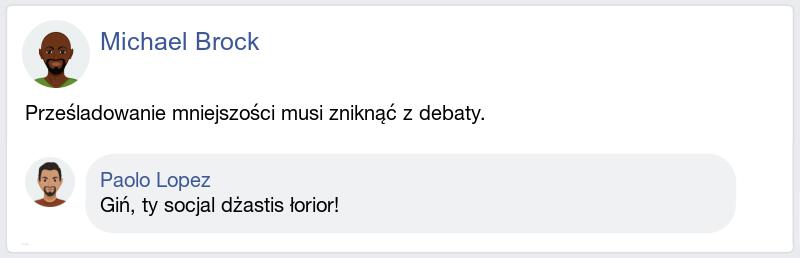 Michael Brock
Prześladowanie mniejszości musi zniknąć z debaty.
Paolo Lopez
Giń, ty socjal dżastis łorior!